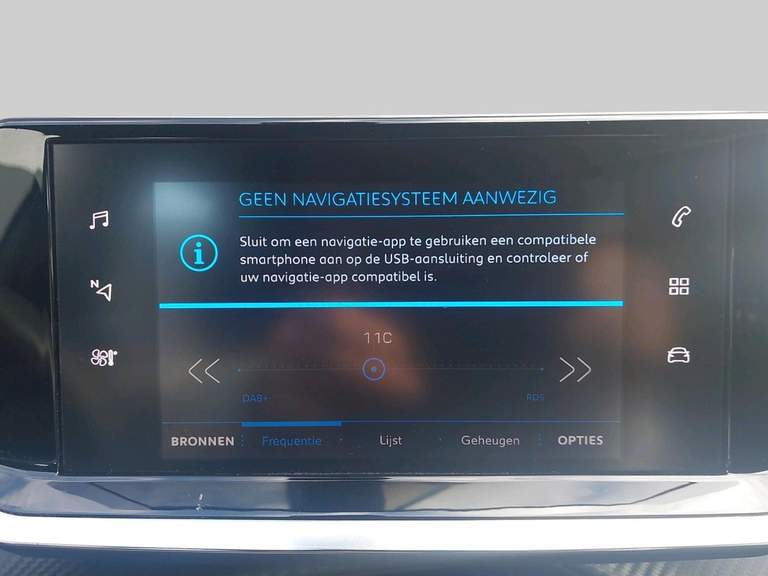 GEEN NAVIGATIESYSTEEM AANWEZIG
Sluit om een navigatie-app te gebruiken een compatibele
smartphone aan op de USB-aansluiting en controleer of
uw navigatie-app compatibel is.
N
11C
DAB+ RDS
BRONNEN Frequentie Lijst Geheugen OPTIES